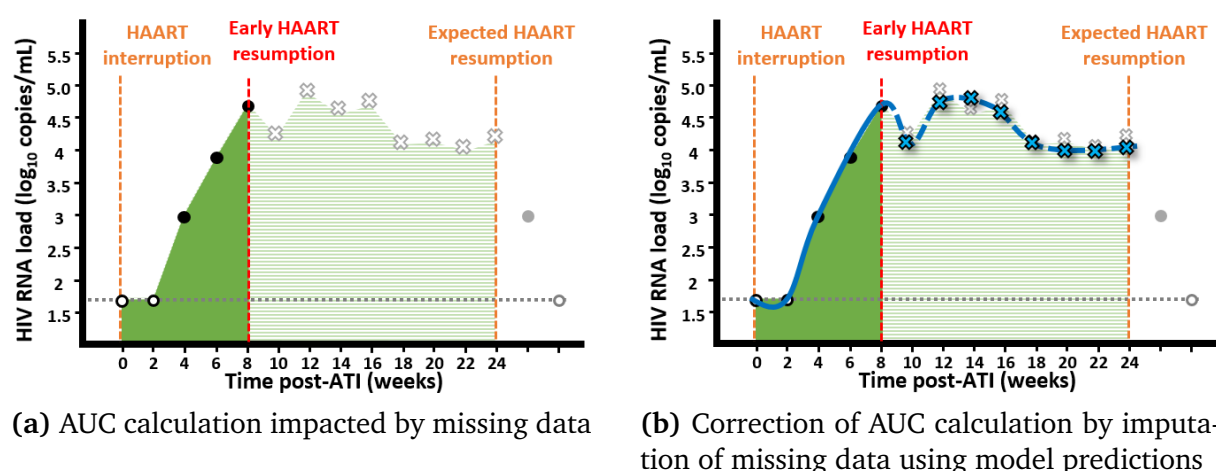 HAART
interruption
Early HAART
resumption
Expected HAART
resumption
HIV RNA load (log10 copies/mL)
5.5
5.0
4.5
4
3.5
3
2.5
2
1.5
0 2 4 6 8 10 12 14 16 18 20 22 24
Time post-ATI (weeks)
(a) AUC calculation impacted by missing data
HAART
interruption
Early HAART
resumption
Expected HAART
resumption
HIV RNA load (log10 copies/mL)
5.5
5.0
4.5
4
3.5
3
2.5
2
1.5
0 2 4 6 8 10 12 14 16 18 20 22 24
Time post-ATI (weeks)
(b) Correction of AUC calculation by imputa-
tion of missing data using model predictions